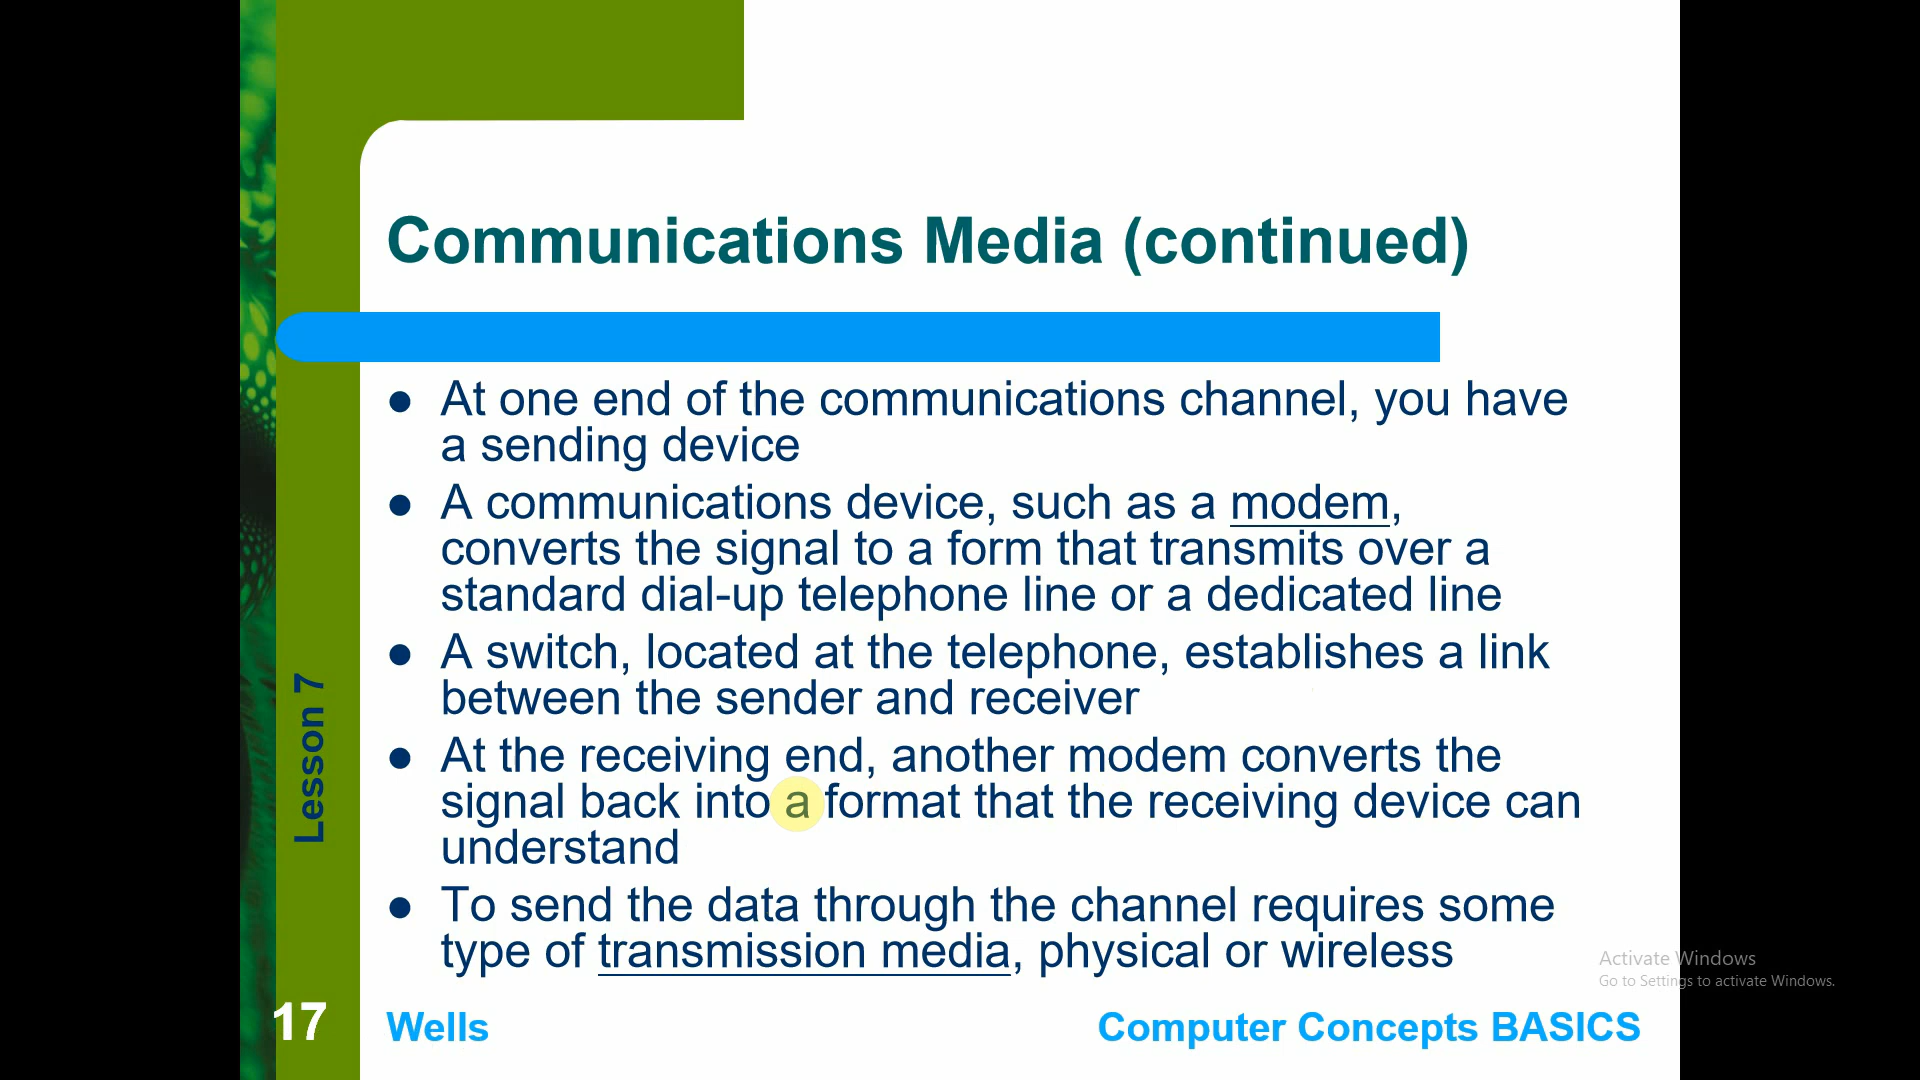 Communications Media (continued)
● At one end of the communications channel, you have
a sending device
● A communications device, such as a modem,
converts the signal to a form that transmits over a
standard dial-up telephone line or a dedicated line
● A switch, located at the telephone, establishes a link
between the sender and receiver
● At the receiving end, another modem converts the
signal back into a format that the receiving device can
understand
● To send the data through the channel requires some
type of transmission media, physical or wireless
Lesson 7
17
Wells
Computer Concepts BASICS
Activate Windows
Go to Settings to activate Windows.